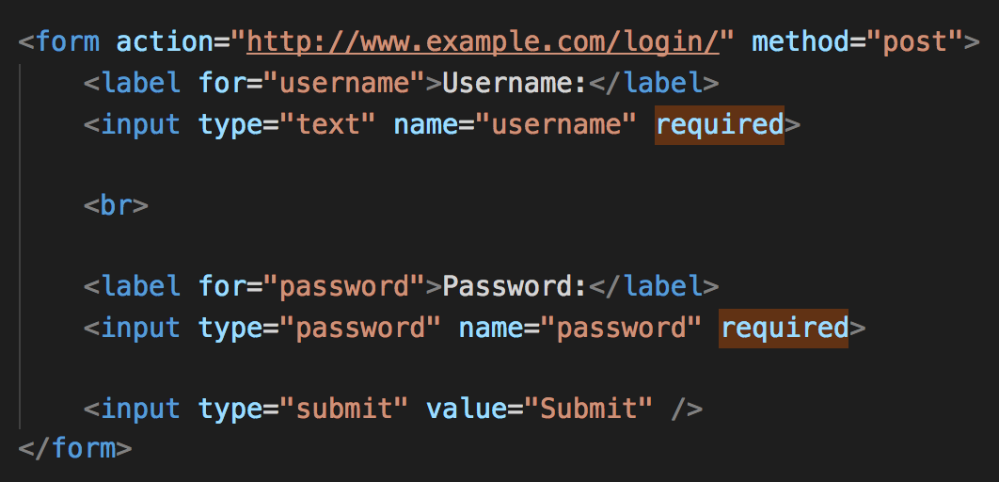 <form action="http://www.example.com/login/" method="post">
<label for="username">Username:</label>
<input type="text" name="username" required>
<br>
<label for="password">Password:</label>
<input type="password" name="password" required>
<input type="submit" value="Submit" />
</form>